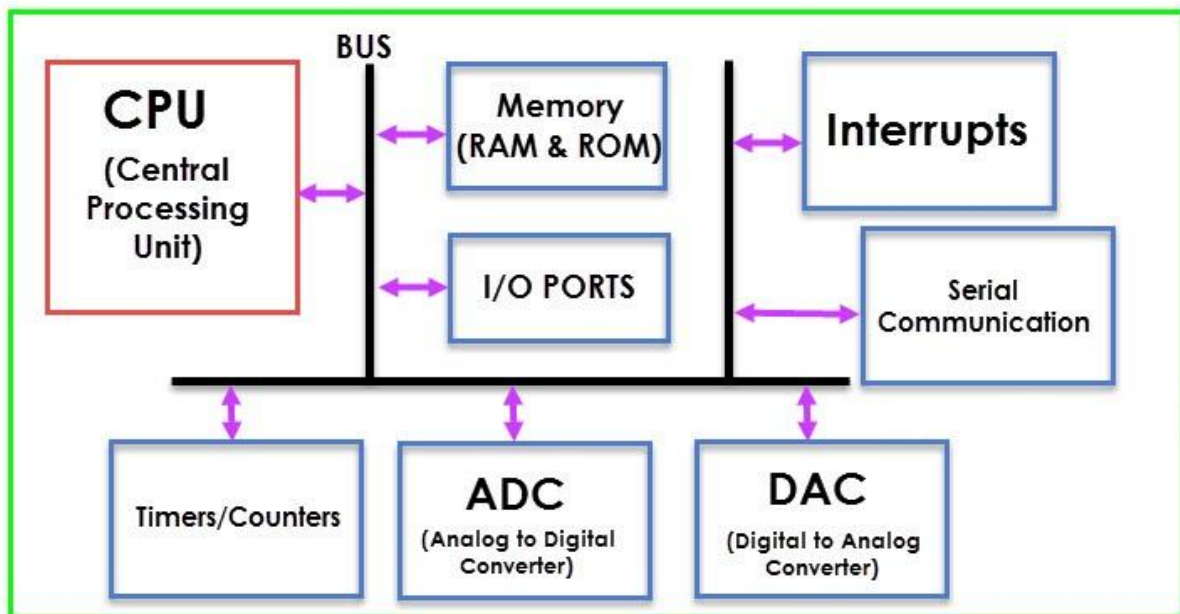 BUS
CPU
(Central
Processing
Unit)
Memory
(RAM & ROM)
I/O PORTS
Interrupts
Serial
Communication
Timers/Counters
ADC
(Analog to Digital
Converter)
DAC
(Digital to Analog
Converter)